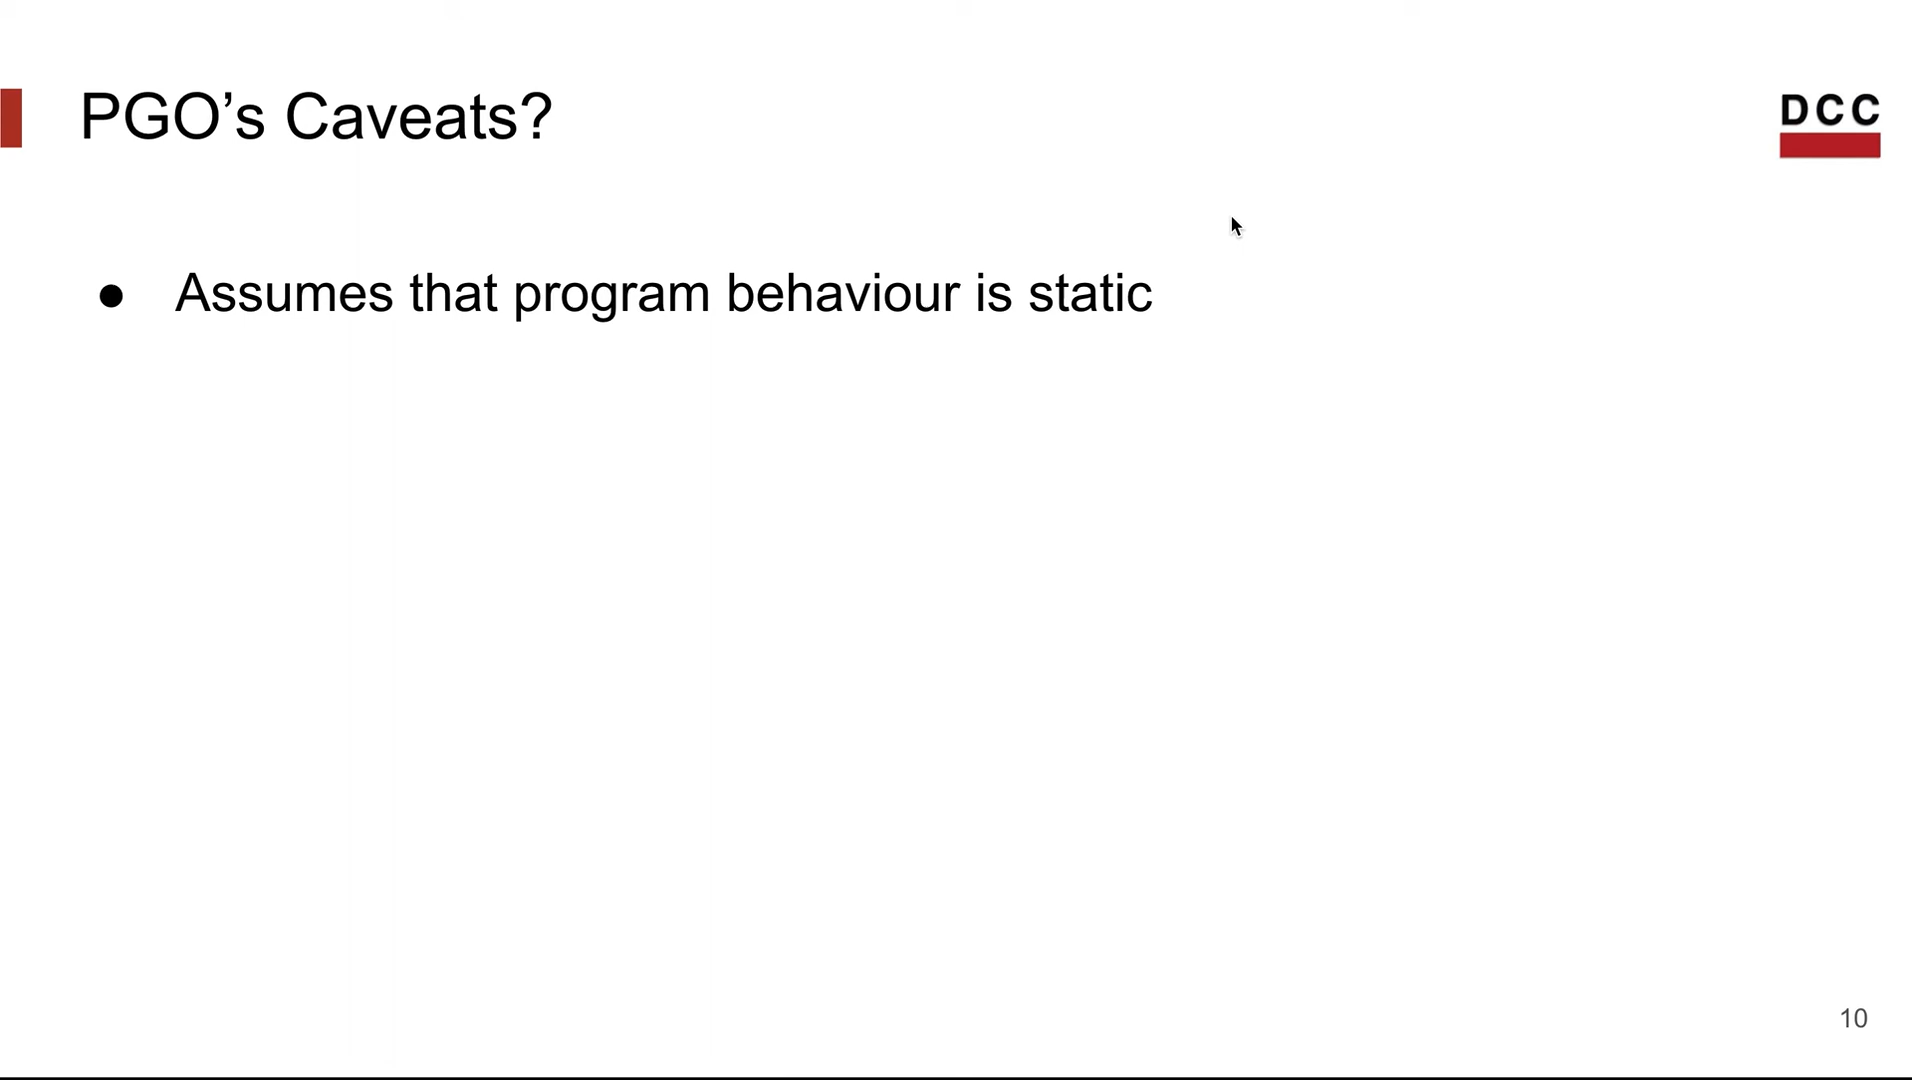 PGO’s Caveats?
DCC
● Assumes that program behaviour is static
10